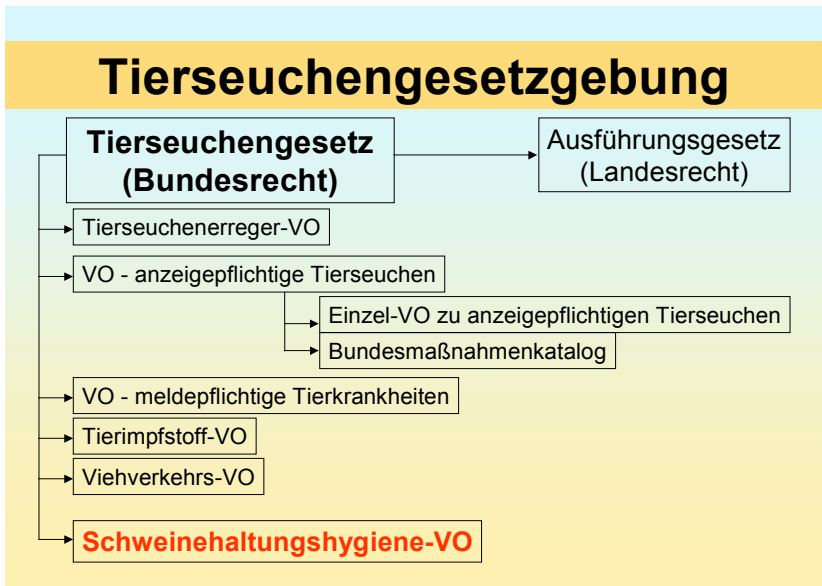 Tierseuchengesetzgebung
Tierseuchengesetz
(Bundesrecht)
Ausführungsgesetz
(Landesrecht)
Tierseuchenerreger-VO
VO - anzeigepflichtige Tierseuchen
Einzel-VO zu anzeigepflichtigen Tierseuchen
Bundesmaßnahmenkatalog
VO - meldepflichtige Tierkrankheiten
Tierimpfstoff-VO
Viehverkehrs-VO
Schweinehaltungshygiene-VO